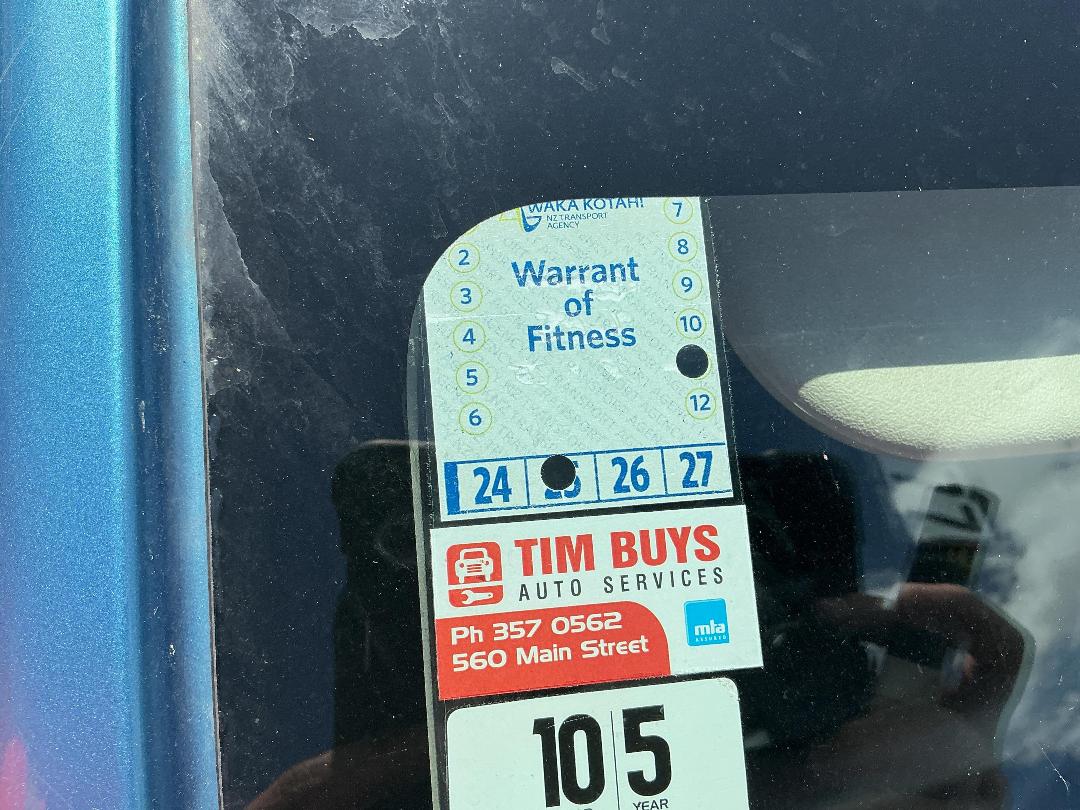 WAKA KOTAHI
NZ TRANSPORT
AGENCY
7
2
8
Warrant
of
Fitness
3
9
4
10
5
6
12
24
26
27
TIM BUYS
AUTO SERVICES
Ph 357 0562
560 Main Street
mta
ASSURED
10
5
YEAR